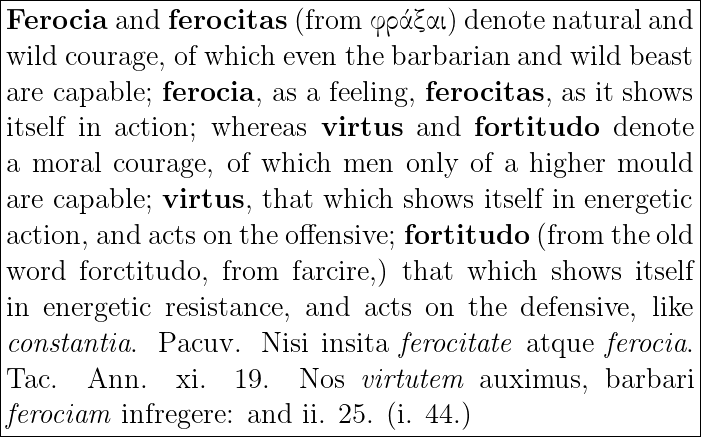 Ferocia and ferocitas (from φράξαι) denote natural and
wild courage, of which even the barbarian and wild beast
are capable; ferocia, as a feeling, ferocitas, as it shows
itself in action; whereas virtus and fortitudo denote
a moral courage, of which men only of a higher mould
are capable; virtus, that which shows itself in energetic
action, and acts on the offensive; fortitudo (from the old
word forctitudo, from farcire,) that which shows itself
in energetic resistance, and acts on the defensive, like
constantia. Pacuv. Nisi insita ferocitate atque ferocia.
Tac. Ann. xi. 19. Nos virtutem auximus, barbari
ferociam infregere: and ii. 25. (i. 44.)